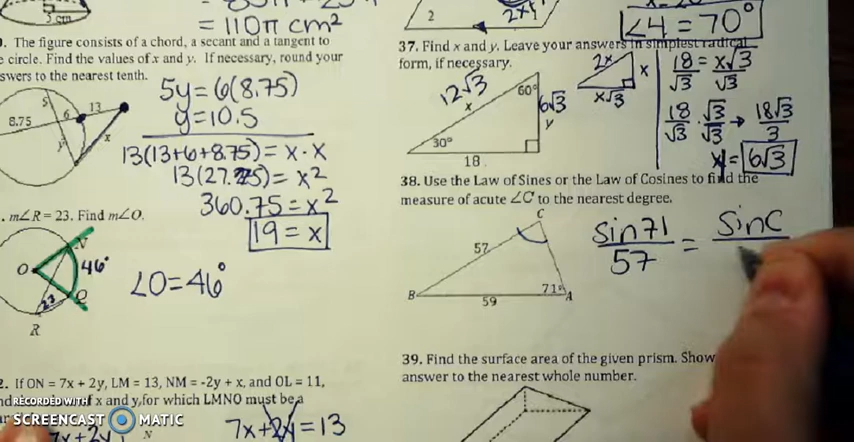 5 cm
= 110π cm²
2
2x
∠4 = 70°
The figure consists of a chord, a secant and a tangent to
circle. Find the values of x and y. If necessary, round your
swers to the nearest tenth.
5
6
13
8.75
y
x
5y = 6(8.75)
y = 10.5
13(13+6+8.75) = x · x
13(27.75) = x²
360.75 = x²
19 = x
37. Find x and y. Leave your answers in simplest radical
form, if necessary.
12√3
x
60°
6√3
y
30°
18
2x
x
x√3
18 = x√3
√3 √3
18 · √3 → 18√3
√3 √3 3
x = 6√3
m∠R = 23. Find m∠O.
N
O
46°
Q
23
R
∠O = 46°
38. Use the Law of Sines or the Law of Cosines to find the
measure of acute ∠C to the nearest degree.
C
57
71°
B
59
A
sin71 = sinC
57
2. If ON = 7x + 2y, LM = 13, NM = -2y + x, and OL = 11,
of x and y for which LMNO must be a
N
7x+2y
7x+2y = 13
39. Find the surface area of the given prism. Show
answer to the nearest whole number.
RECORDED WITH
SCREENCAST MATIC